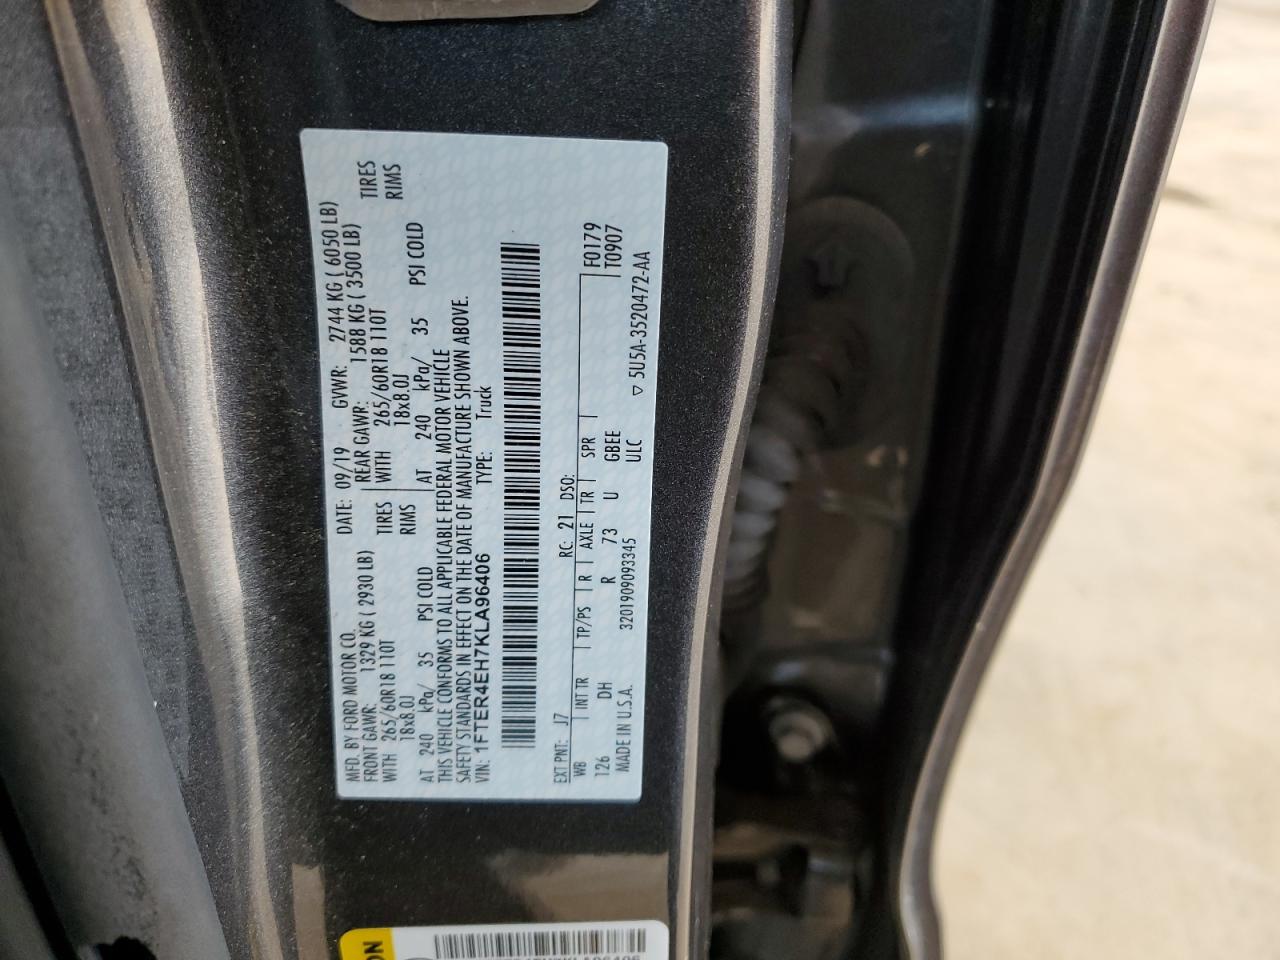 MFD. BY FORD MOTOR CO. DATE: 09/19 GVWR: 2744 KG ( 6050 LB)
FRONT GAWR: 1329 KG ( 2930 LB) REAR GAWR: 1588 KG ( 3500 LB)
WITH 265/60R18 110T TIRES WITH 265/60R18 110T TIRES
18x8.0J RIMS 18x8.0J RIMS
AT 240 kPa/ 35 PSI COLD AT 240 kPa/ 35 PSI COLD
THIS VEHICLE CONFORMS TO ALL APPLICABLE FEDERAL MOTOR VEHICLE
SAFETY STANDARDS IN EFFECT ON THE DATE OF MANUFACTURE SHOWN ABOVE.
VIN: 1FTER4EH7KLA96406 TYPE: Truck
EXT PNT: J7 RC: 21 DSO: F0179
WB INT TR TP/PS R AXLE TR SPR T0907
126 DH R 73 U GBEE
MADE IN U.S.A. 3201909093345 ULC ▽ 5U5A-3520472-AA